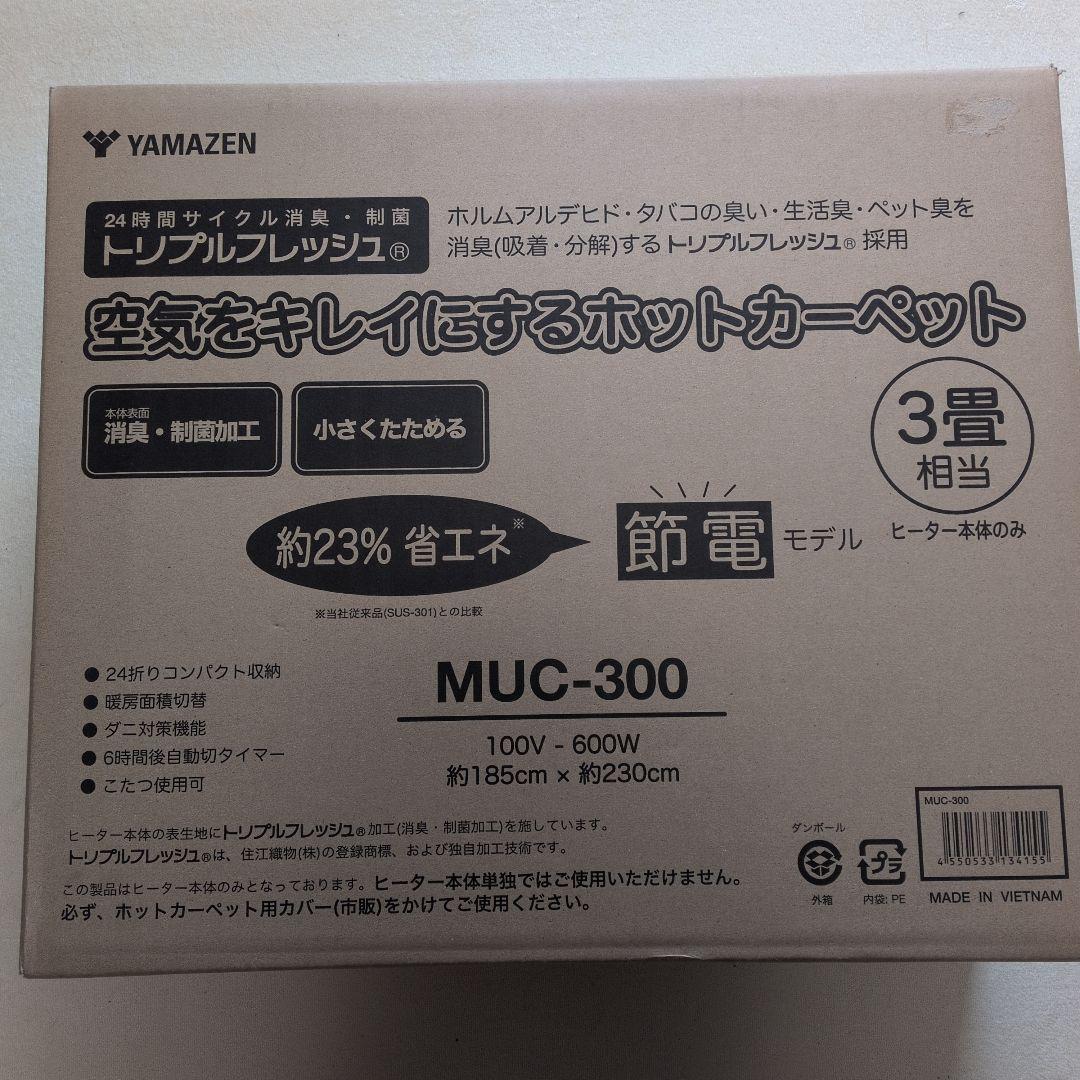 YAMAZEN
24時間サイクル消臭・制菌
トリプルフレッシュ®
ホルムアルデヒド・タバコの臭い・生活臭・ペット臭を
消臭(吸着・分解)するトリプルフレッシュ® 採用
空気をキレイにするホットカーペット
本体表面
消臭・制菌加工
小さくたためる
3畳
相当
ヒーター本体のみ
約23% 省エネ※
節電モデル
※当社従来品(SUS-301)との比較
● 24折りコンパクト収納
● 暖房面積切替
● ダニ対策機能
● 6時間後自動切タイマー
● こたつ使用可
MUC-300
100V - 600W
約185cm × 約230cm
ヒーター本体の表生地にトリプルフレッシュ®加工(消臭・制菌加工)を施しています。
トリプルフレッシュ®は、住江織物(株)の登録商標、および独自加工技術です。
この製品はヒーター本体のみとなっております。ヒーター本体単独ではご使用いただけません。
必ず、ホットカーペット用カバー(市販)をかけてご使用ください。
ダンボール
外箱
プラ
内袋: PE
MUC-300
4 550533 134155
MADE IN VIETNAM